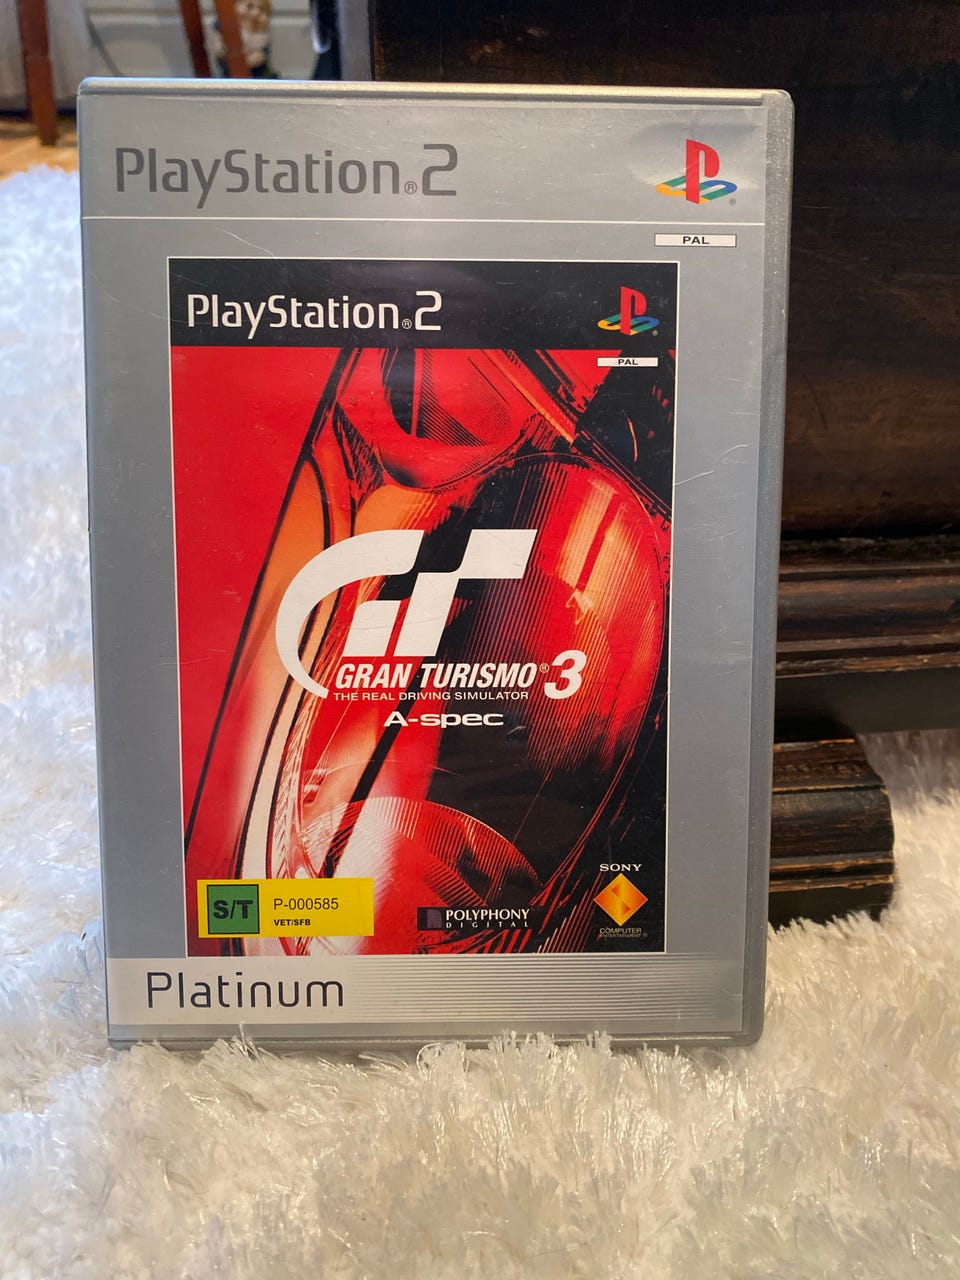 PlayStation®2
PAL
PlayStation®2
PAL
GRAN TURISMO®3
THE REAL DRIVING SIMULATOR
A-spec
S/T
P-000585
VET/SFB
POLYPHONY
DIGITAL
SONY
COMPUTER
ENTERTAINMENT®
Platinum